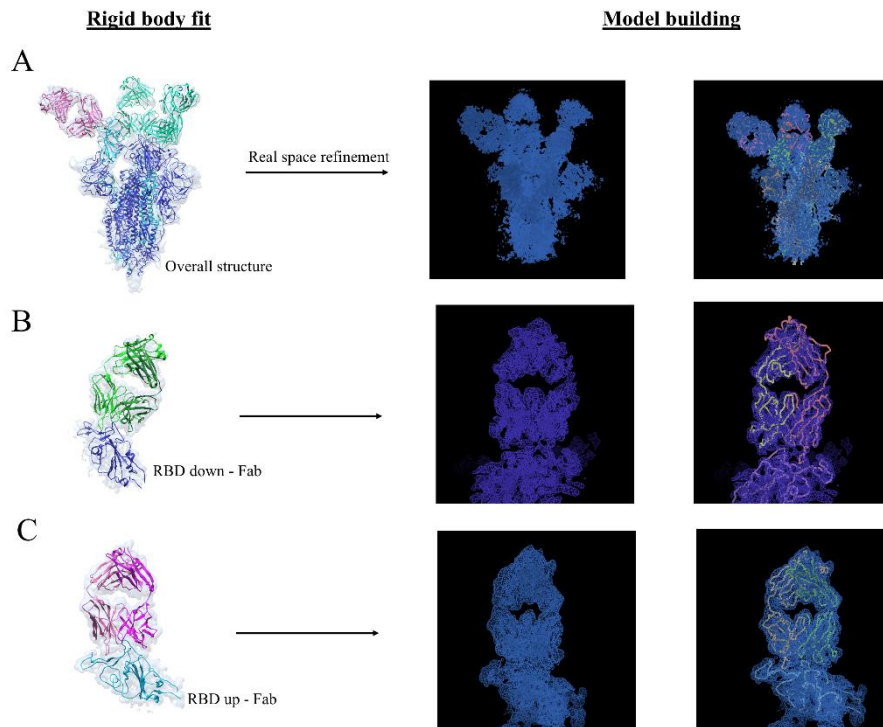 Rigid body fit
Model building
A
Real space refinement
Overall structure
B
RBD down - Fab
C
RBD up - Fab